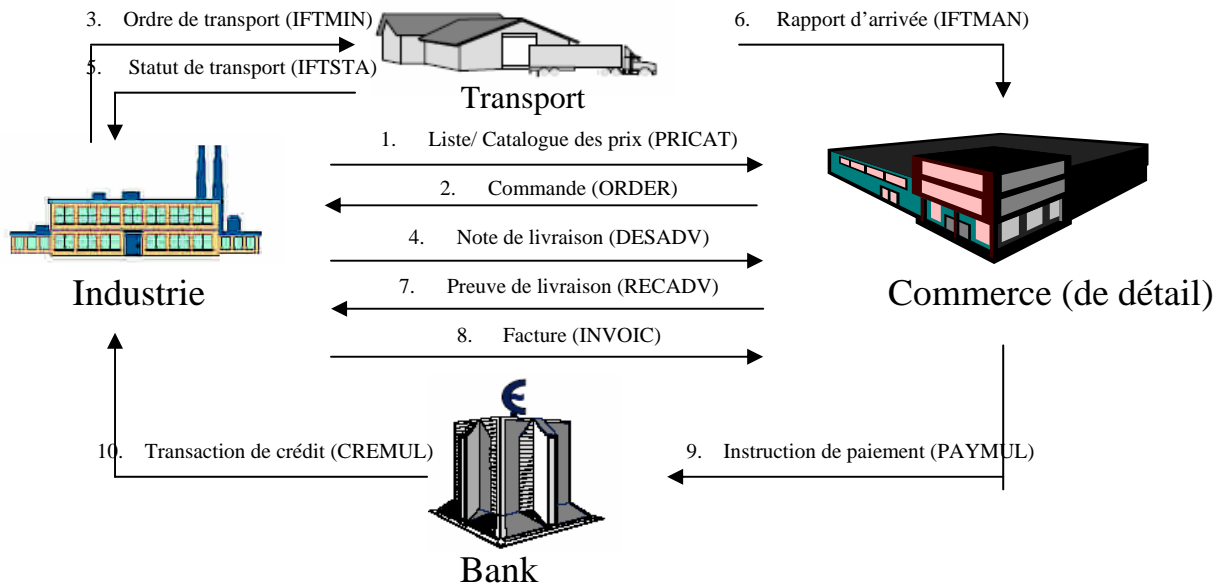 3. Ordre de transport (IFTMIN)
6. Rapport d’arrivée (IFTMAN)
5. Statut de transport (IFTSTA)
Transport
1. Liste/ Catalogue des prix (PRICAT)
2. Commande (ORDER)
4. Note de livraison (DESADV)
Industrie
7. Preuve de livraison (RECADV)
Commerce (de détail)
8. Facture (INVOIC)
10. Transaction de crédit (CREMUL)
9. Instruction de paiement (PAYMUL)
Bank